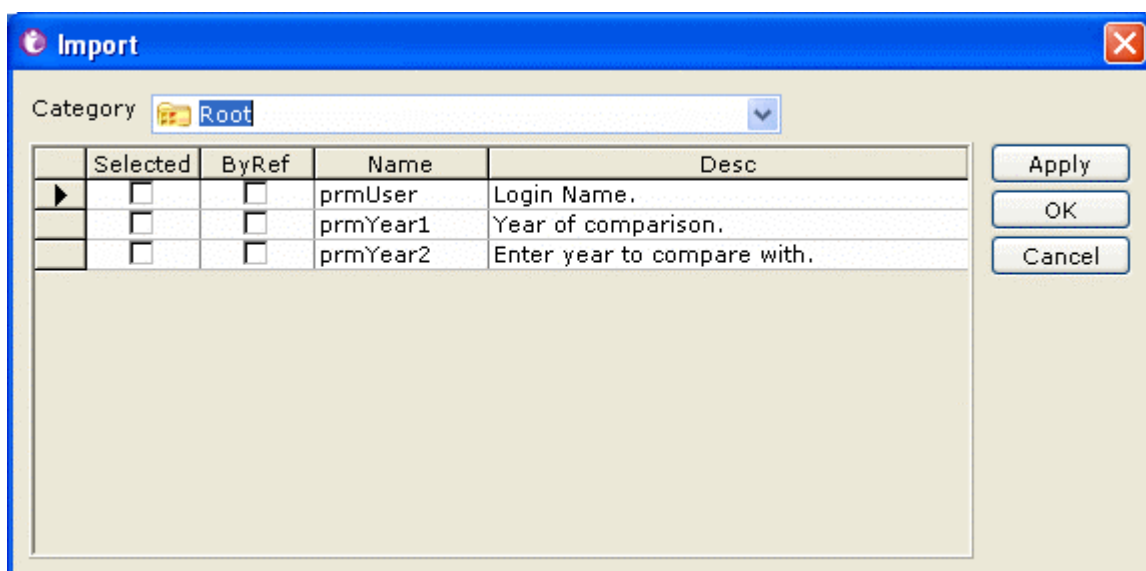 Import
Category Root
Selected ByRef Name Desc Apply
prmUser Login Name.
OK
prmYear1 Year of comparison.
prmYear2 Enter year to compare with. Cancel